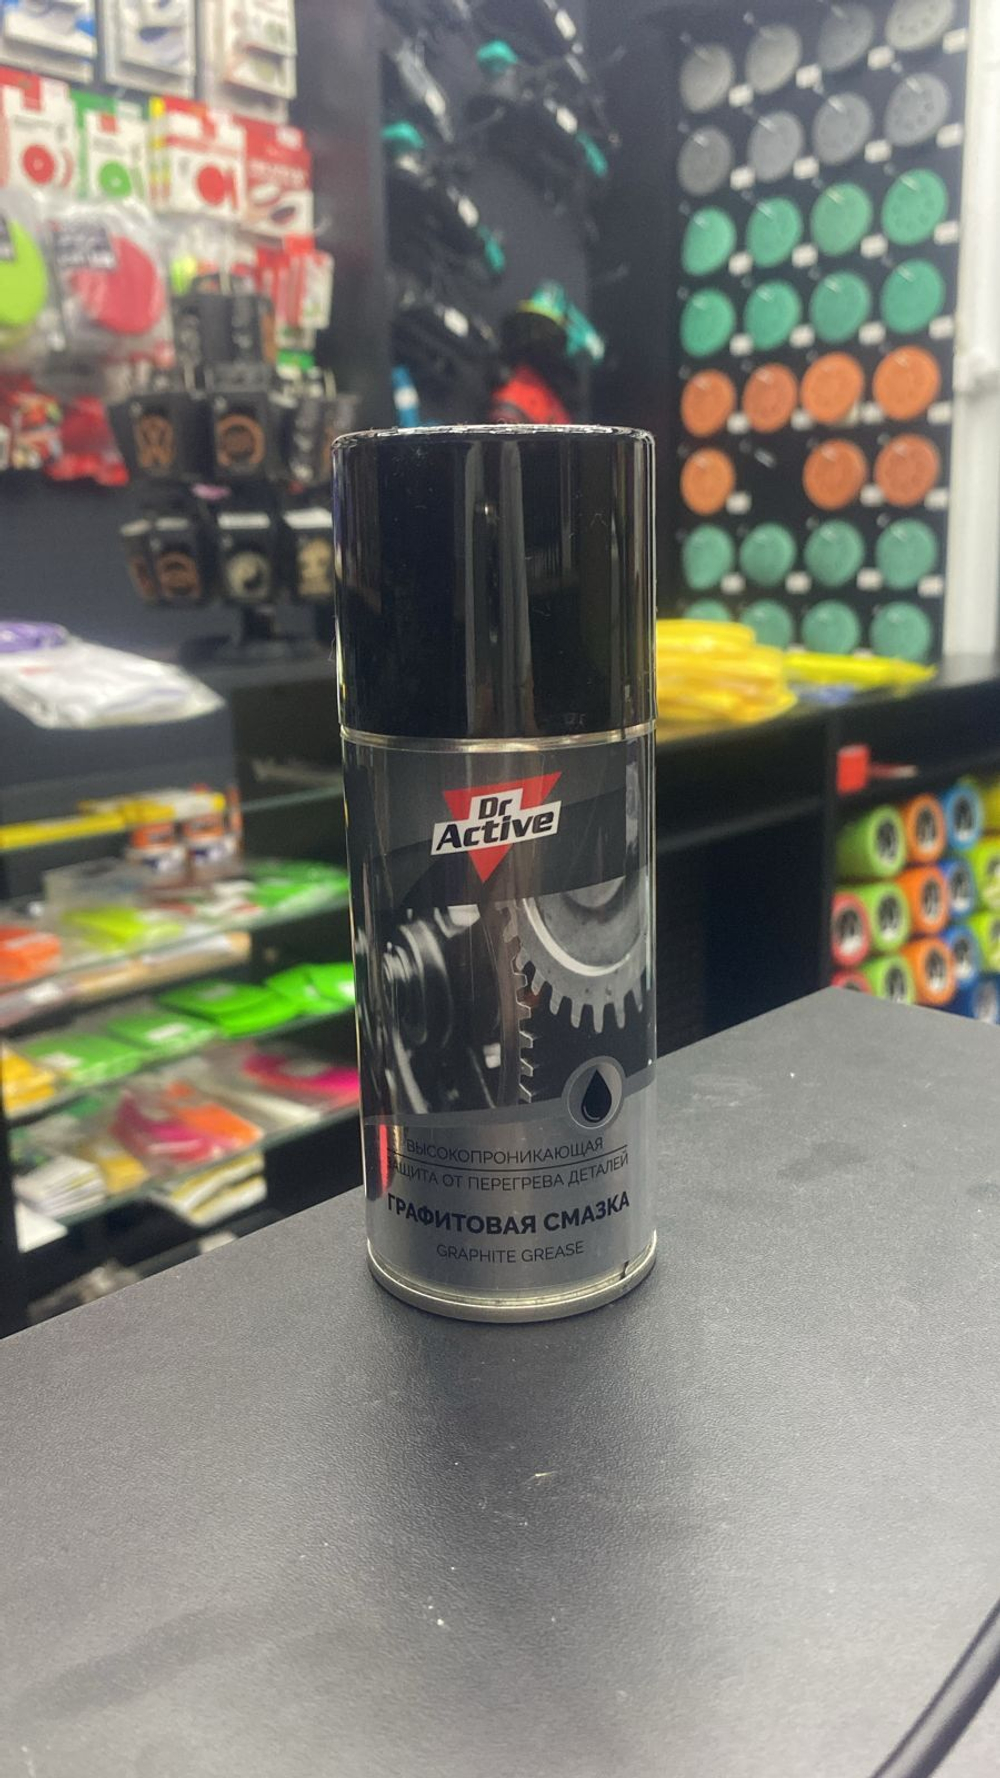 Dr
Active
ВЫСОКОПРОНИКАЮЩАЯ
ЗАЩИТА ОТ ПЕРЕГРЕВА ДЕТАЛЕЙ
ГРАФИТОВАЯ СМАЗКА
GRAPHITE GREASE